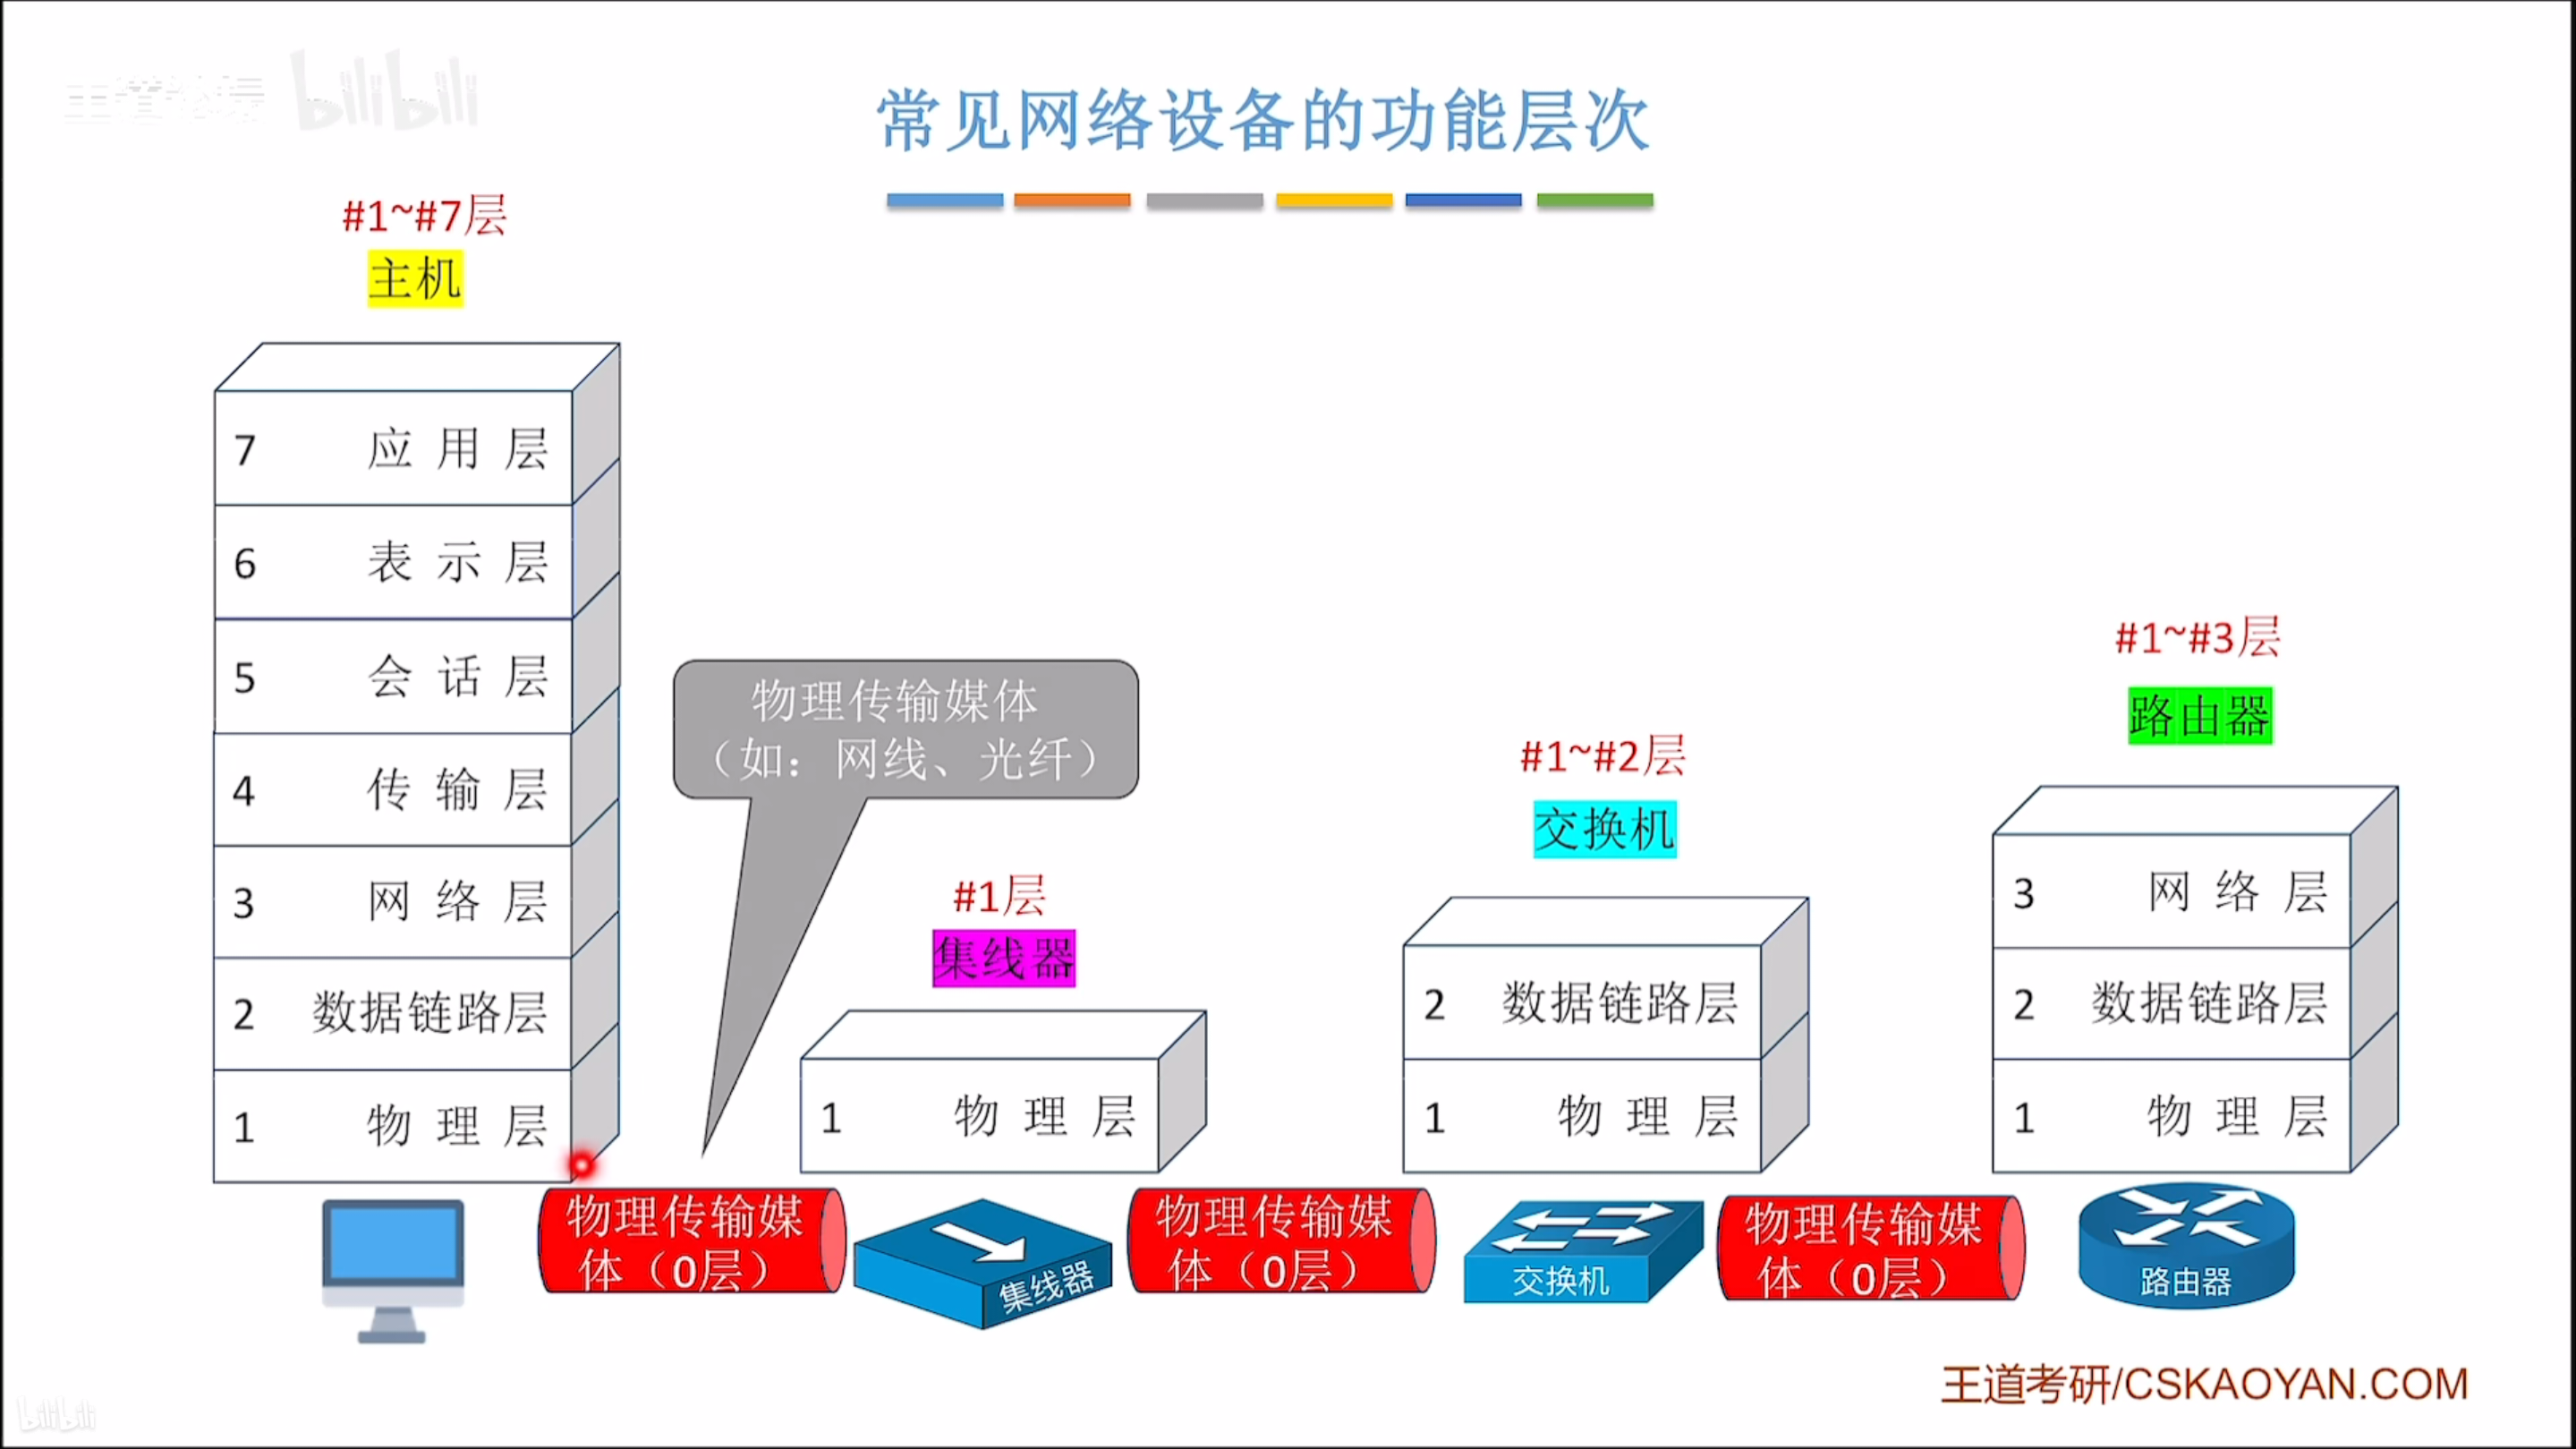 王道论坛 bilibili
常见网络设备的功能层次
#1~#7层
主机
7 应用层
6 表示层
5 会话层
4 传输层
3 网络层
2 数据链路层
1 物理层
物理传输媒体
（如：网线、光纤）
#1层
集线器
1 物理层
#1~#2层
交换机
2 数据链路层
1 物理层
#1~#3层
路由器
3 网络层
2 数据链路层
1 物理层
物理传输媒
体（0层）
集线器
物理传输媒
体（0层）
交换机
物理传输媒
体（0层）
路由器
王道考研/CSKAOYAN.COM
bilibili